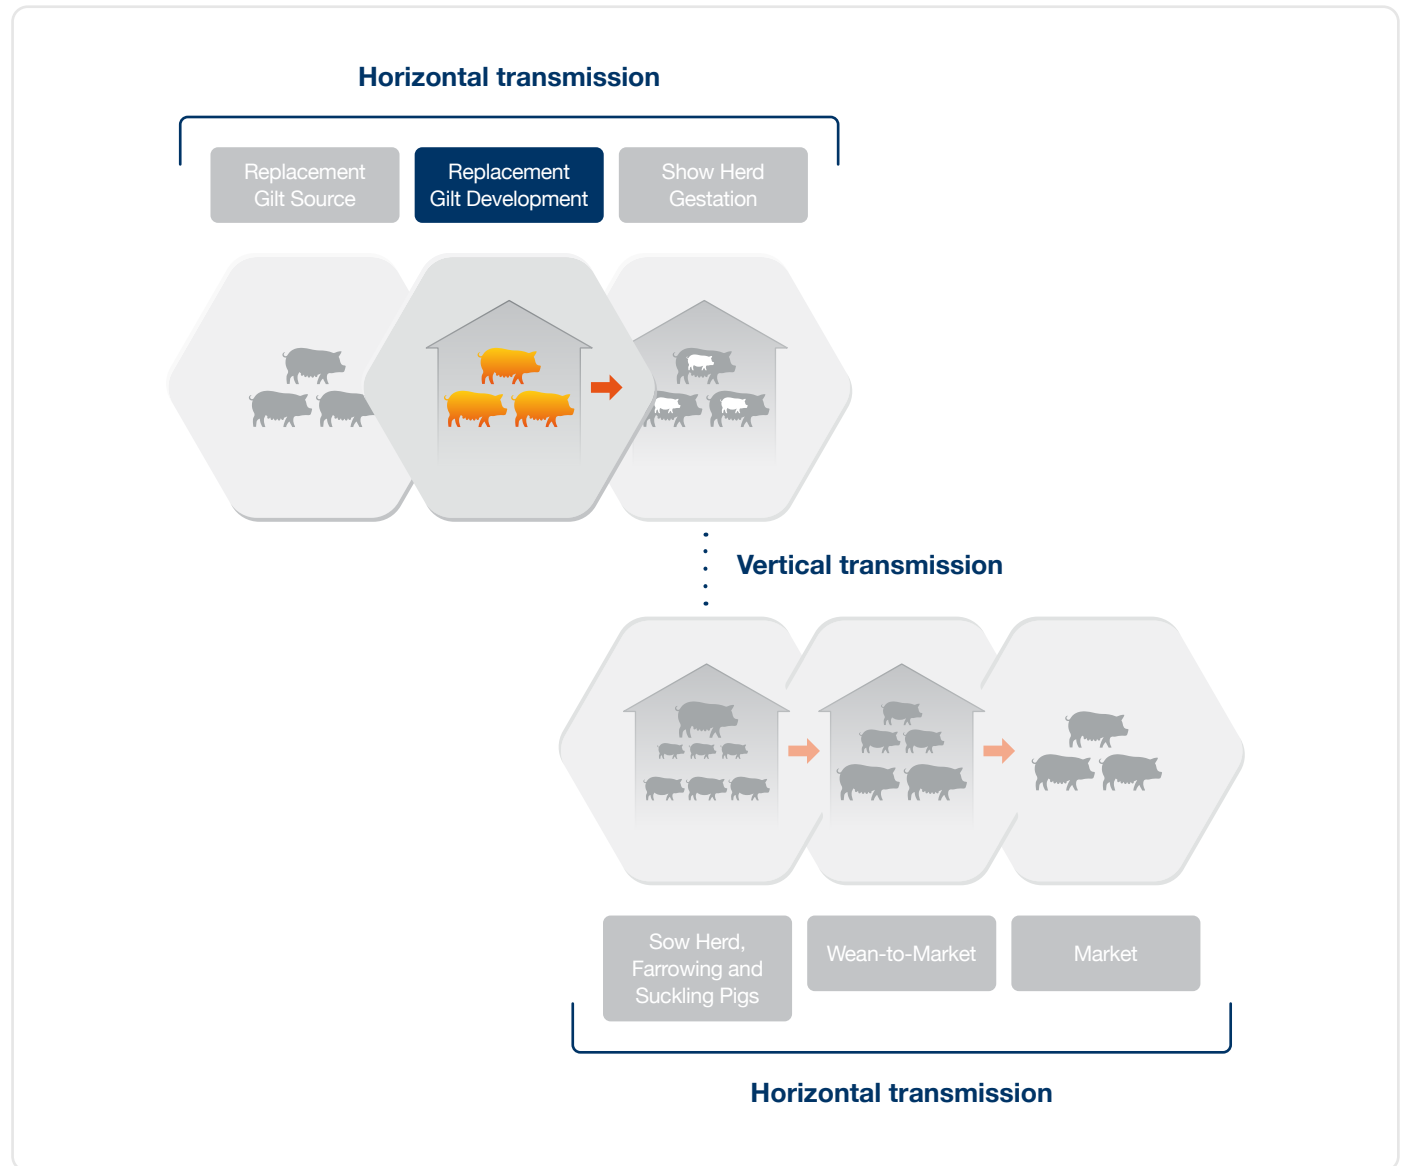 Horizontal transmission
Replacement
Gilt Source
Replacement
Gilt Development
Show Herd
Gestation
Vertical transmission
Sow Herd,
Farrowing and
Suckling Pigs
Wean-to-Market
Market
Horizontal transmission